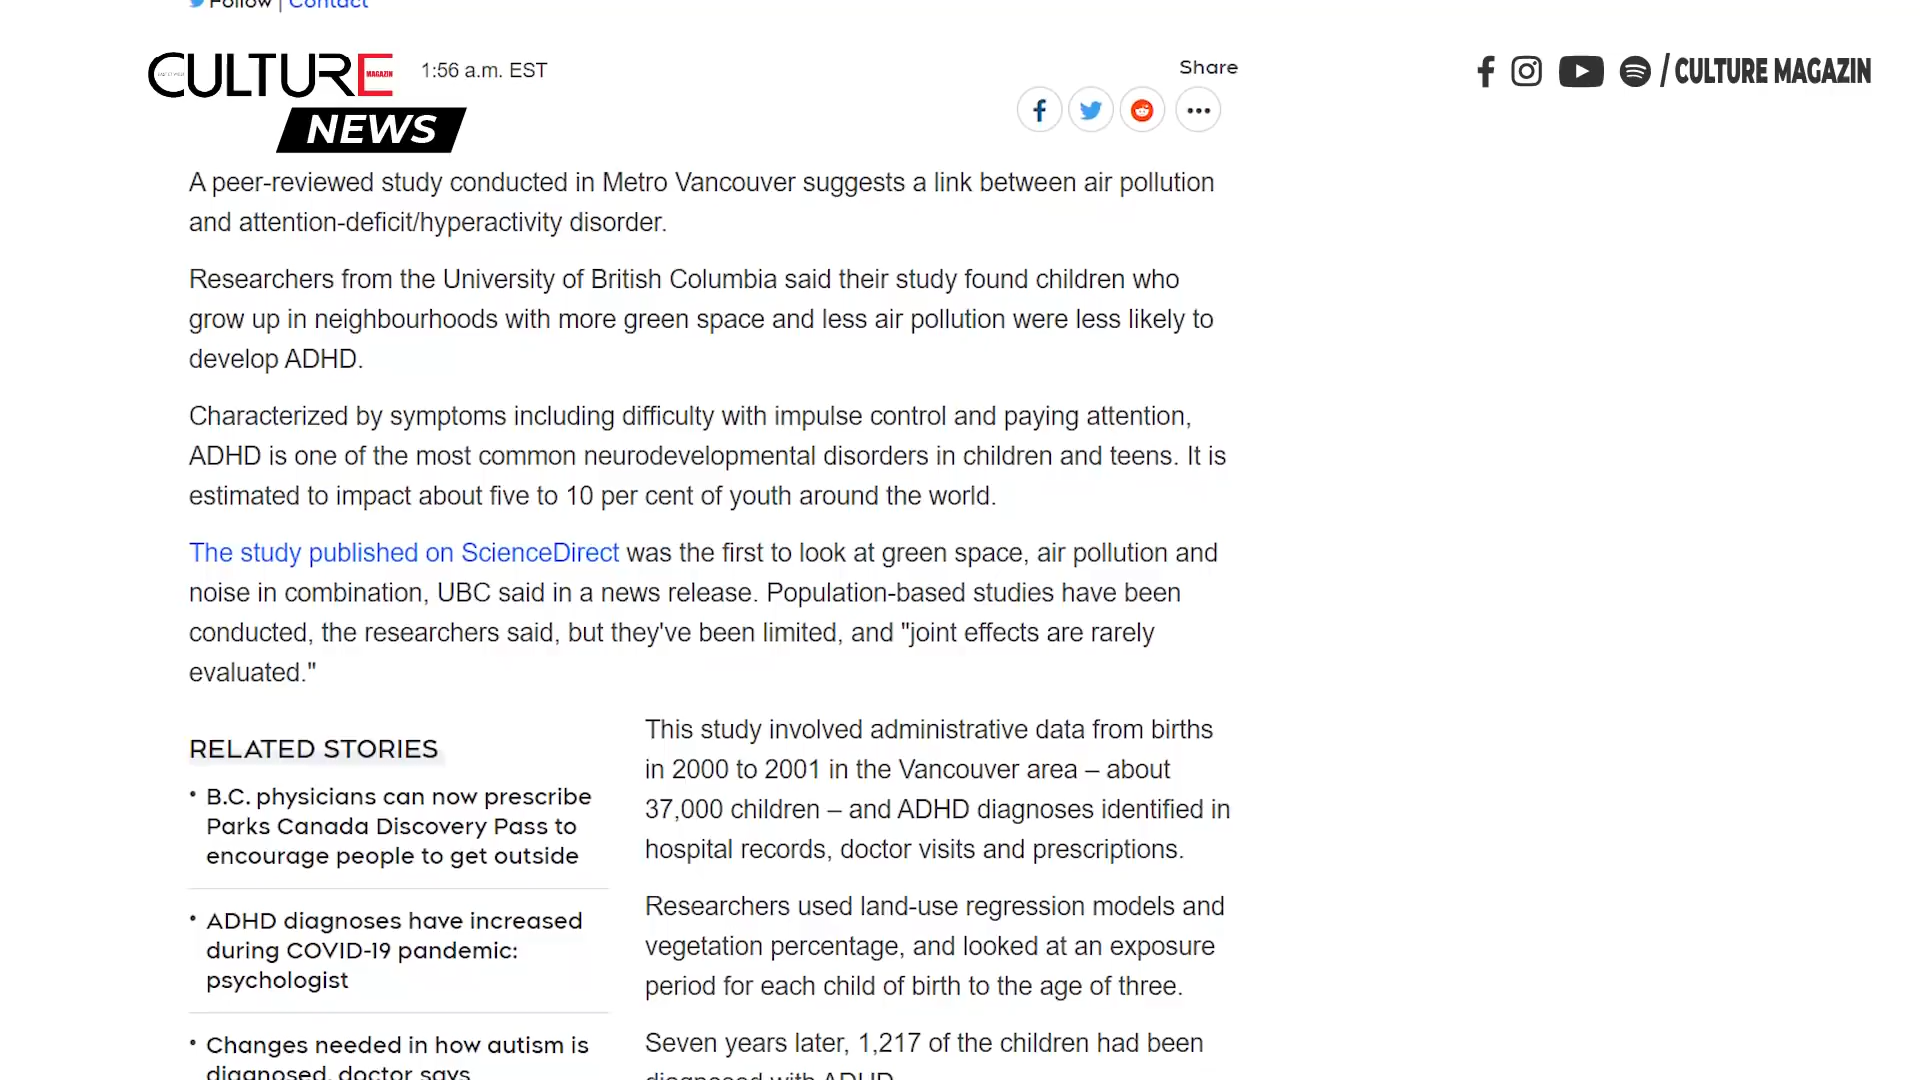 Follow | Contact
CULTURE MAGAZIN
NEWS
1:56 a.m. EST
Share
/ CULTURE MAGAZIN
A peer-reviewed study conducted in Metro Vancouver suggests a link between air pollution
and attention-deficit/hyperactivity disorder.
Researchers from the University of British Columbia said their study found children who
grow up in neighbourhoods with more green space and less air pollution were less likely to
develop ADHD.
Characterized by symptoms including difficulty with impulse control and paying attention,
ADHD is one of the most common neurodevelopmental disorders in children and teens. It is
estimated to impact about five to 10 per cent of youth around the world.
The study published on ScienceDirect was the first to look at green space, air pollution and
noise in combination, UBC said in a news release. Population-based studies have been
conducted, the researchers said, but they've been limited, and "joint effects are rarely
evaluated."
RELATED STORIES
• B.C. physicians can now prescribe
Parks Canada Discovery Pass to
encourage people to get outside
• ADHD diagnoses have increased
during COVID-19 pandemic:
psychologist
• Changes needed in how autism is
diagnosed, doctor says
This study involved administrative data from births
in 2000 to 2001 in the Vancouver area – about
37,000 children – and ADHD diagnoses identified in
hospital records, doctor visits and prescriptions.
Researchers used land-use regression models and
vegetation percentage, and looked at an exposure
period for each child of birth to the age of three.
Seven years later, 1,217 of the children had been
diagnosed with ADHD.